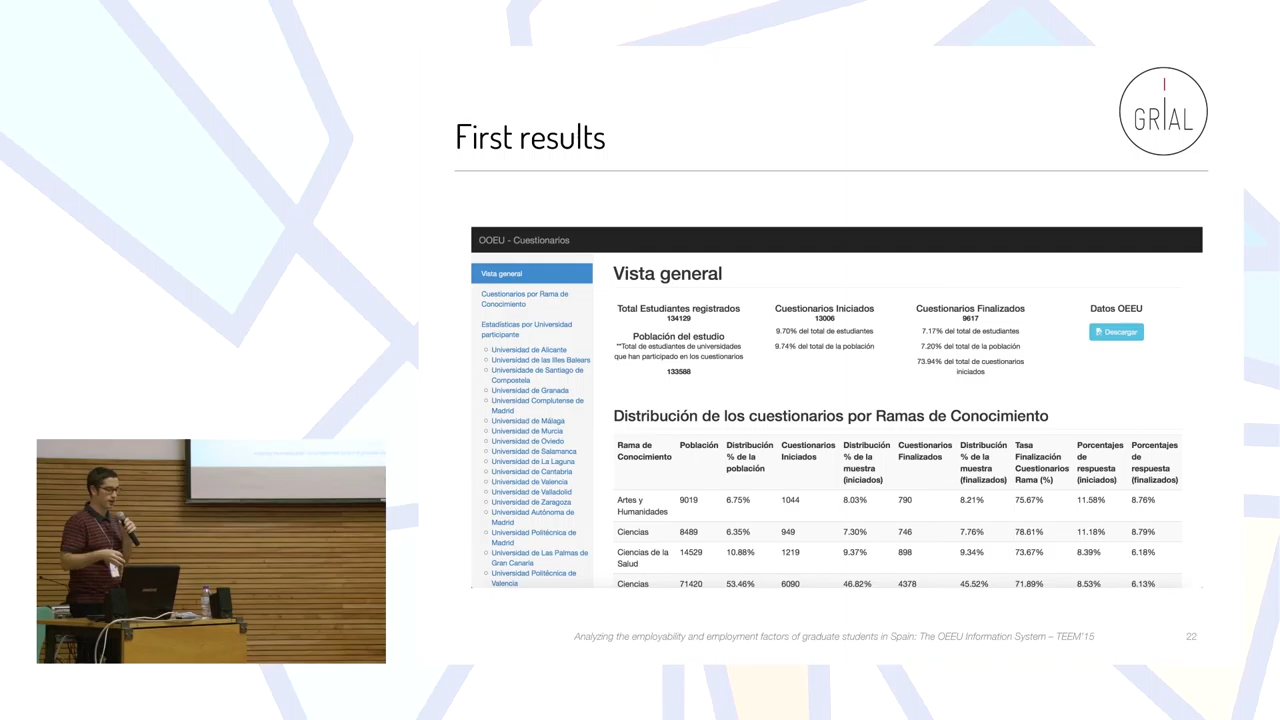 First results
GRIAL
OOEU - Cuestionarios
Vista general
Cuestionarios por Rama de
Conocimiento
Estadísticas por Universidad
participante
Universidad de Alicante
Universidad de las Illes Balears
Universidade de Santiago de
Compostela
Universidad de Granada
Universidad Complutense de
Madrid
Universidad de Málaga
Universidad de Murcia
Universidad de Oviedo
Universidad de Salamanca
Universidad de La Laguna
Universidad de Cantabria
Universidad de Valencia
Universidad de Valladolid
Universidad de Zaragoza
Universidad Autónoma de
Madrid
Universidad Politécnica de
Madrid
Universidad de Las Palmas de
Gran Canaria
Universidad Politécnica de
Valencia
Vista general
Total Estudiantes registrados
134129
Población del estudio
**Total de estudiantes de universidades
que han participado en los cuestionarios
133588
Cuestionarios Iniciados
13006
9.70% del total de estudiantes
9.74% del total de la población
Cuestionarios Finalizados
9617
7.17% del total de estudiantes
7.20% del total de la población
73.94% del total de cuestionarios
iniciados
Datos OEEU
Descargar
Distribución de los cuestionarios por Ramas de Conocimiento
Rama de Conocimiento Población Distribución % de la población Cuestionarios Iniciados Distribución % de la muestra (iniciados) Cuestionarios Finalizados Distribución % de la muestra (finalizados) Tasa Finalización Cuestionarios Rama (%) Porcentajes de respuesta (iniciados) Porcentajes de respuesta (finalizados)
Artes y Humanidades 9019 6.75% 1044 8.03% 790 8.21% 75.67% 11.58% 8.76%
Ciencias 8489 6.35% 949 7.30% 746 7.76% 78.61% 11.18% 8.79%
Ciencias de la Salud 14529 10.88% 1219 9.37% 898 9.34% 73.67% 8.39% 6.18%
Ciencias 71420 53.46% 6090 46.82% 4378 45.52% 71.89% 8.53% 6.13%
Analyzing the employability and employment factors of graduate students in Spain: The OEEU Information System – TEEM'15
22